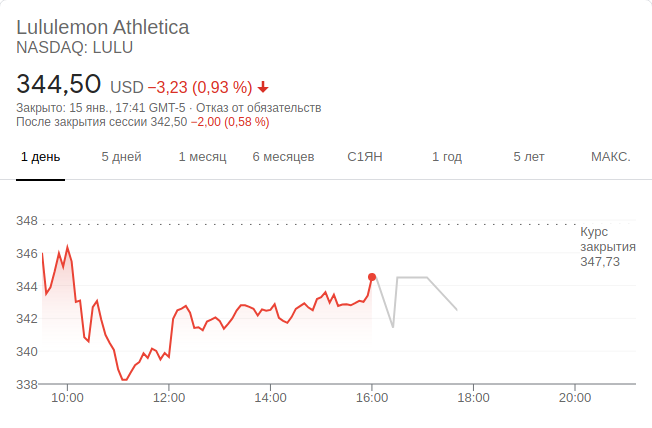 Lululemon Athletica
NASDAQ: LULU
344,50 USD −3,23 (0,93 %)
Закрыто: 15 янв., 17:41 GMT-5 · Отказ от обязательств
После закрытия сессии 342,50 −2,00 (0,58 %)
1 день 5 дней 1 месяц 6 месяцев С1ЯН 1 год 5 лет МАКС.
348
Курс
закрытия
347,73
346
344
342
340
338
10:00 12:00 14:00 16:00 18:00 20:00